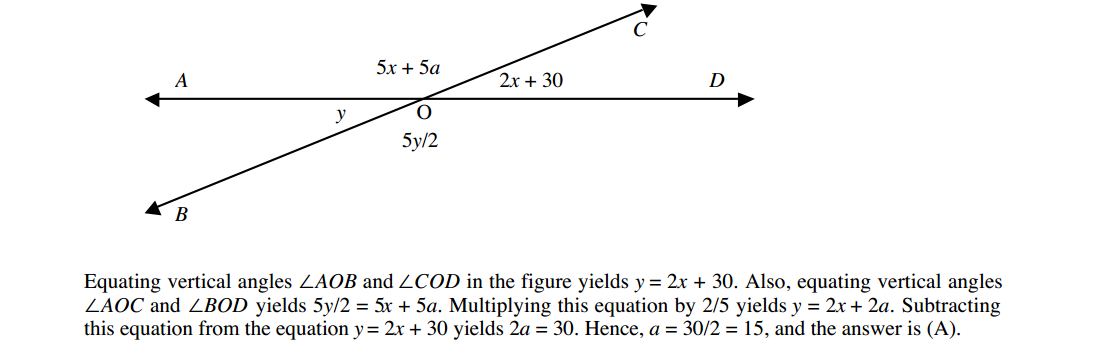 C
5x + 5a
A
2x + 30
D
y
O
5y/2
B
Equating vertical angles ∠AOB and ∠COD in the figure yields y = 2x + 30. Also, equating vertical angles
∠AOC and ∠BOD yields 5y/2 = 5x + 5a. Multiplying this equation by 2/5 yields y = 2x + 2a. Subtracting
this equation from the equation y = 2x + 30 yields 2a = 30. Hence, a = 30/2 = 15, and the answer is (A).